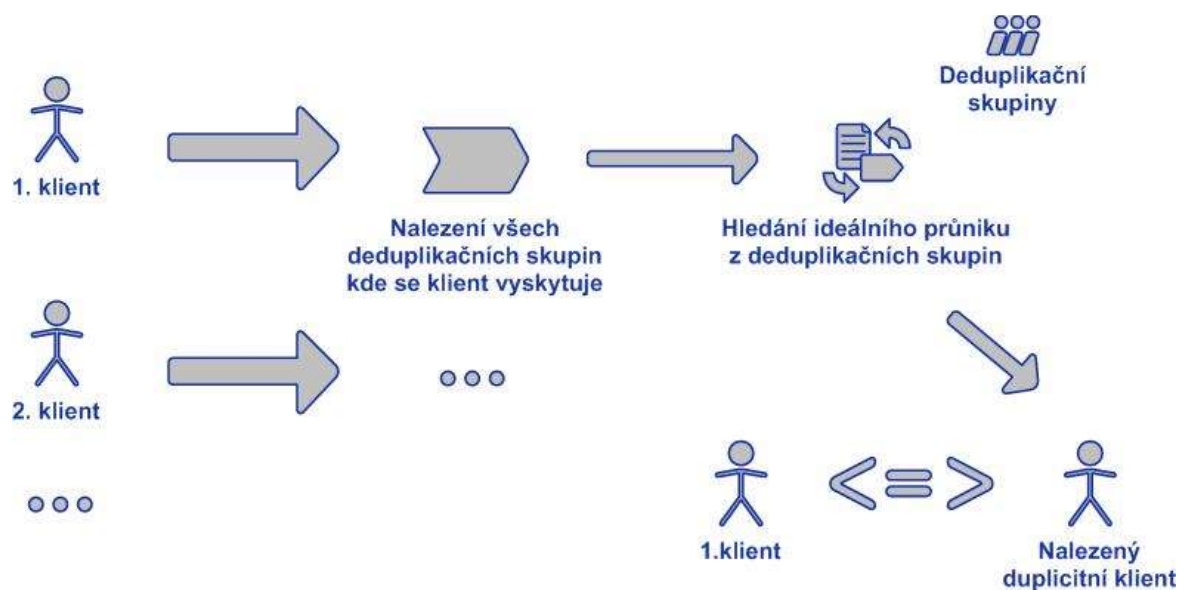 Deduplikační
skupiny
1. klient
Nalezení všech
deduplikačních skupin
kde se klient vyskytuje
Hledání ideálního průniku
z deduplikačních skupin
2. klient
1.klient
Nalezený
duplicitní klient